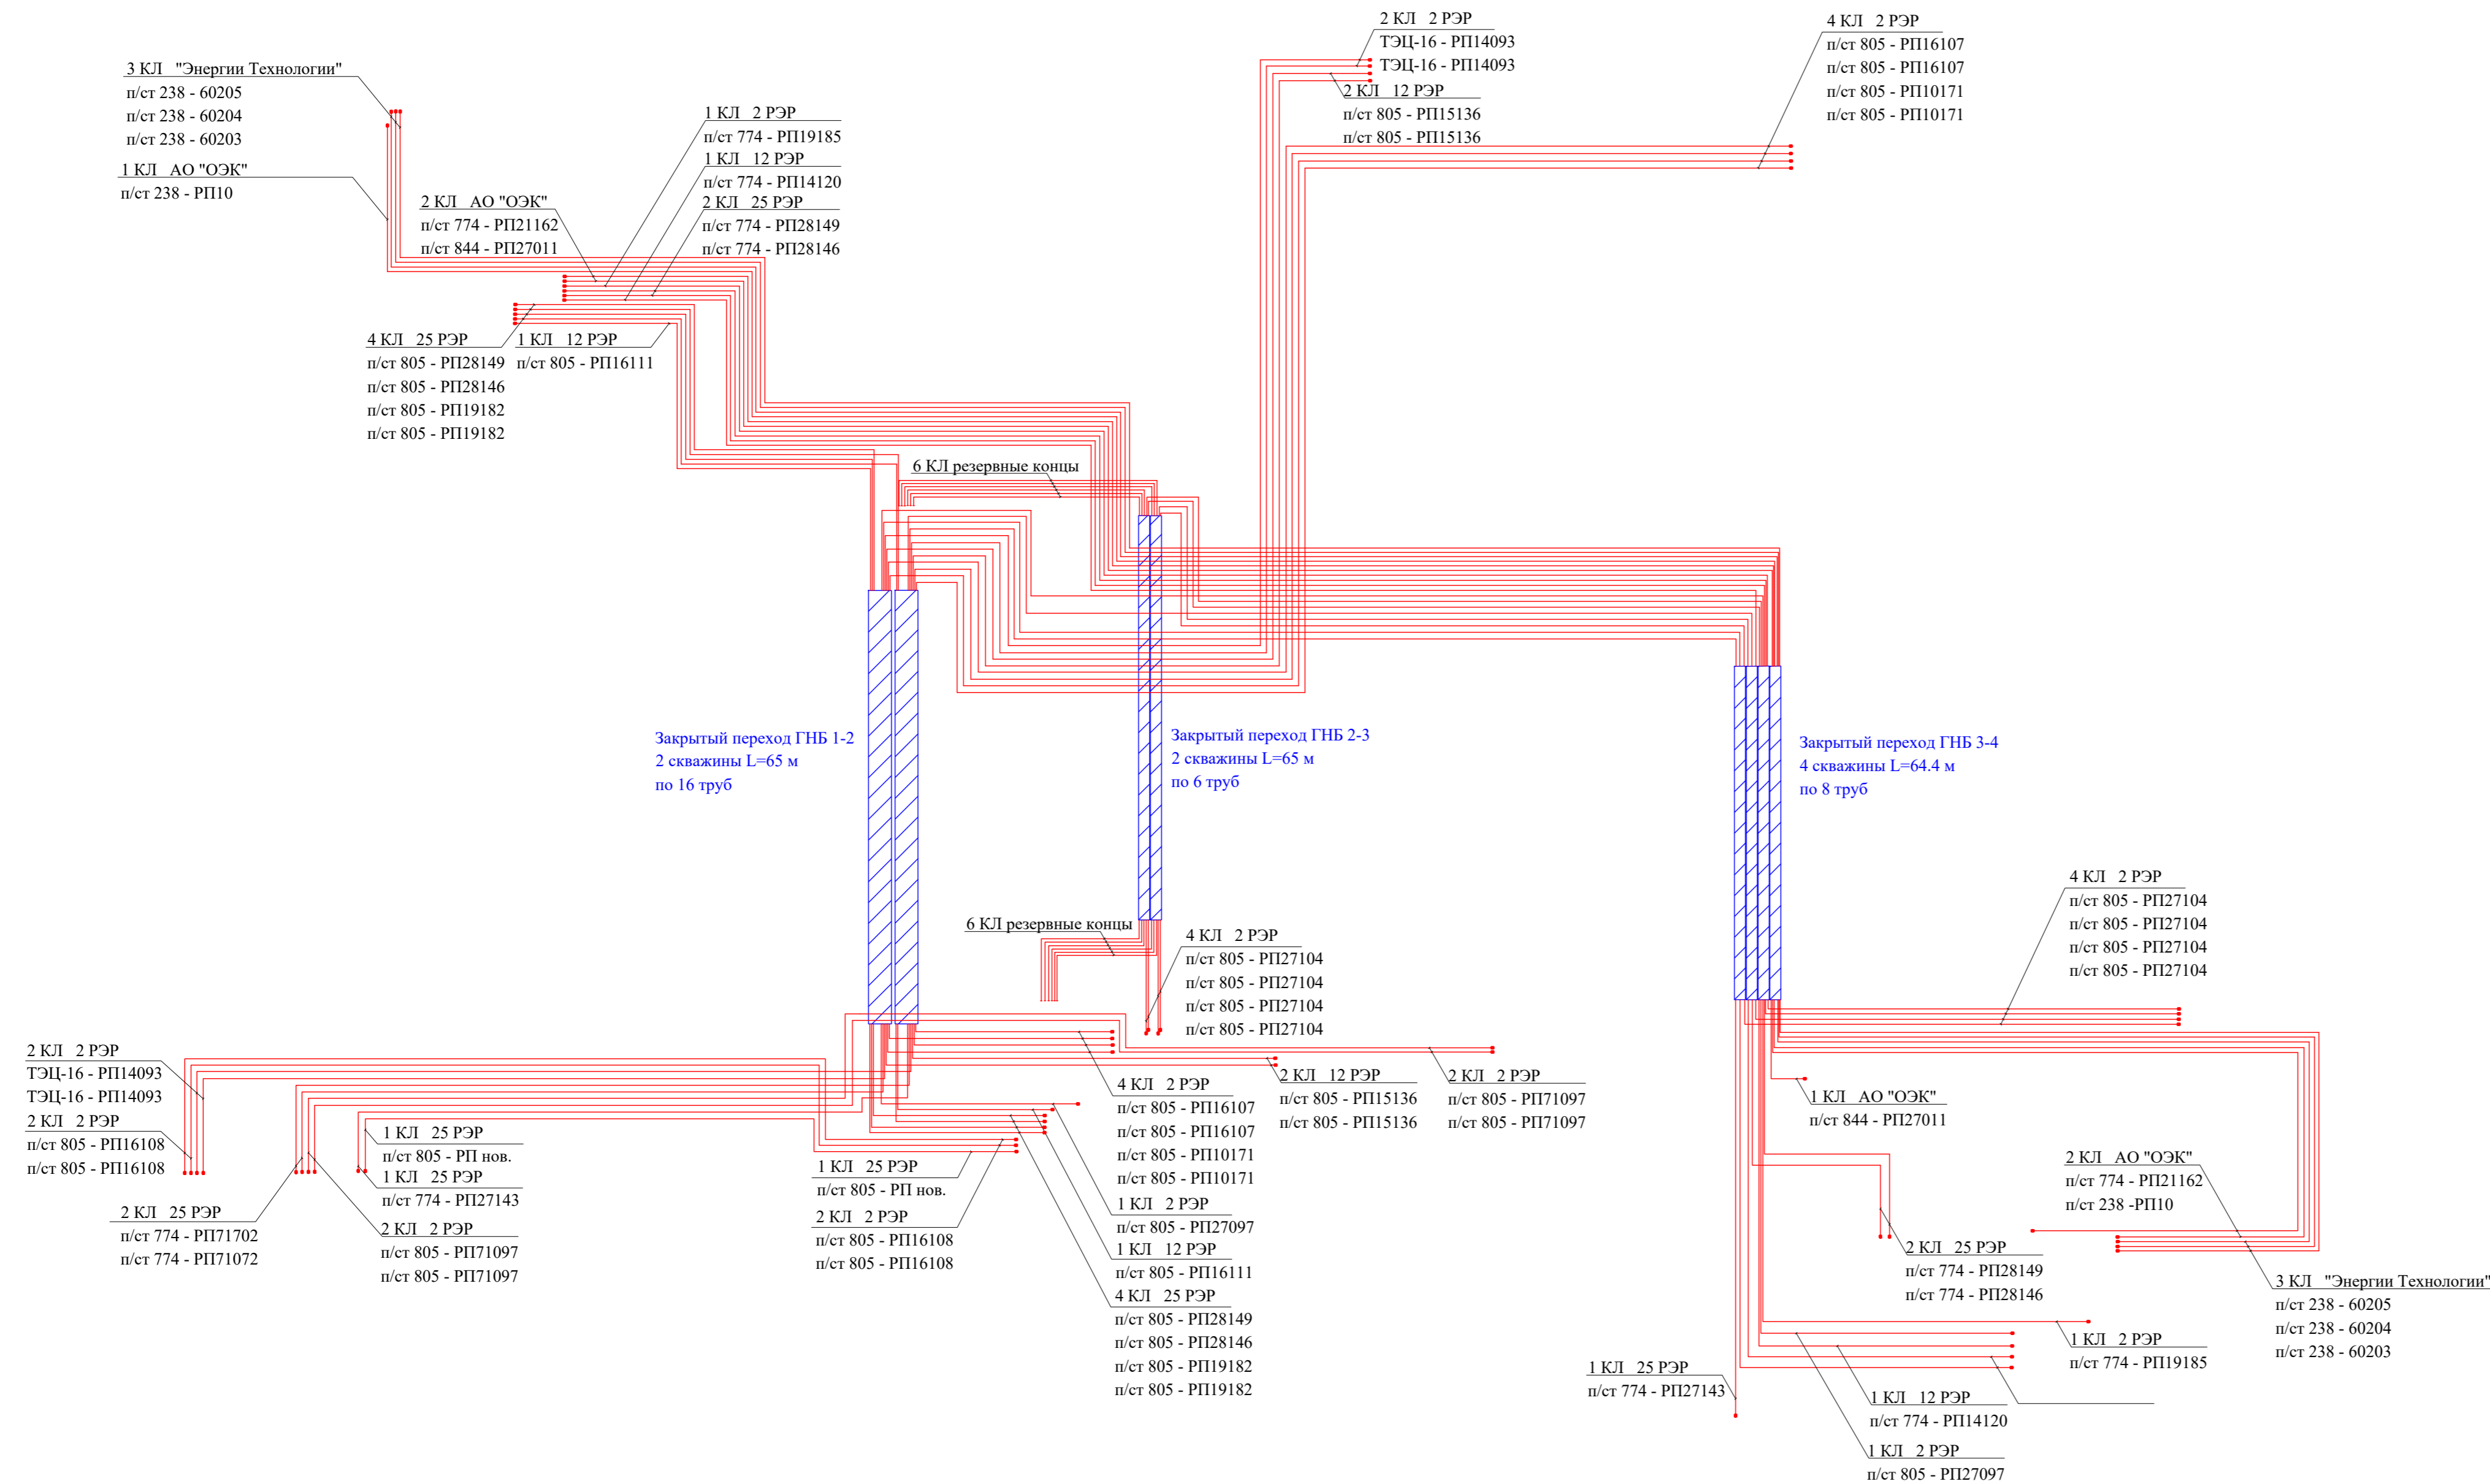 2 КЛ 2 РЭР
ТЭЦ-16 - РП14093
ТЭЦ-16 - РП14093
2 КЛ 12 РЭР
п/ст 805 - РП15136
п/ст 805 - РП15136
4 КЛ 2 РЭР
п/ст 805 - РП16107
п/ст 805 - РП16107
п/ст 805 - РП10171
п/ст 805 - РП10171
3 КЛ "Энергии Технологии"
п/ст 238 - 60205
п/ст 238 - 60204
п/ст 238 - 60203
1 КЛ АО "ОЭК"
п/ст 238 - РП10
1 КЛ 2 РЭР
п/ст 774 - РП19185
1 КЛ 12 РЭР
п/ст 774 - РП14120
2 КЛ 25 РЭР
п/ст 774 - РП28149
п/ст 774 - РП28146
2 КЛ АО "ОЭК"
п/ст 774 - РП21162
п/ст 844 - РП27011
4 КЛ 25 РЭР
п/ст 805 - РП28149
п/ст 805 - РП28146
п/ст 805 - РП19182
п/ст 805 - РП19182
1 КЛ 12 РЭР
п/ст 805 - РП16111
6 КЛ резервные концы
Закрытый переход ГНБ 1-2
2 скважины L=65 м
по 16 труб
Закрытый переход ГНБ 2-3
2 скважины L=65 м
по 6 труб
Закрытый переход ГНБ 3-4
4 скважины L=64.4 м
по 8 труб
6 КЛ резервные концы
4 КЛ 2 РЭР
п/ст 805 - РП27104
п/ст 805 - РП27104
п/ст 805 - РП27104
п/ст 805 - РП27104
4 КЛ 2 РЭР
п/ст 805 - РП27104
п/ст 805 - РП27104
п/ст 805 - РП27104
п/ст 805 - РП27104
2 КЛ 2 РЭР
ТЭЦ-16 - РП14093
ТЭЦ-16 - РП14093
2 КЛ 2 РЭР
п/ст 805 - РП16108
п/ст 805 - РП16108
2 КЛ 25 РЭР
п/ст 774 - РП71702
п/ст 774 - РП71072
1 КЛ 25 РЭР
п/ст 805 - РП нов.
1 КЛ 25 РЭР
п/ст 774 - РП27143
2 КЛ 2 РЭР
п/ст 805 - РП71097
п/ст 805 - РП71097
1 КЛ 25 РЭР
п/ст 805 - РП нов.
2 КЛ 2 РЭР
п/ст 805 - РП16108
п/ст 805 - РП16108
4 КЛ 2 РЭР
п/ст 805 - РП16107
п/ст 805 - РП16107
п/ст 805 - РП10171
п/ст 805 - РП10171
1 КЛ 2 РЭР
п/ст 805 - РП27097
1 КЛ 12 РЭР
п/ст 805 - РП16111
4 КЛ 25 РЭР
п/ст 805 - РП28149
п/ст 805 - РП28146
п/ст 805 - РП19182
п/ст 805 - РП19182
2 КЛ 12 РЭР
п/ст 805 - РП15136
п/ст 805 - РП15136
2 КЛ 2 РЭР
п/ст 805 - РП71097
п/ст 805 - РП71097
1 КЛ АО "ОЭК"
п/ст 844 - РП27011
2 КЛ АО "ОЭК"
п/ст 774 - РП21162
п/ст 238 -РП10
2 КЛ 25 РЭР
п/ст 774 - РП28149
п/ст 774 - РП28146
3 КЛ "Энергии Технологии"
п/ст 238 - 60205
п/ст 238 - 60204
п/ст 238 - 60203
1 КЛ 2 РЭР
п/ст 774 - РП19185
1 КЛ 25 РЭР
п/ст 774 - РП27143
1 КЛ 12 РЭР
п/ст 774 - РП14120
1 КЛ 2 РЭР
п/ст 805 - РП27097